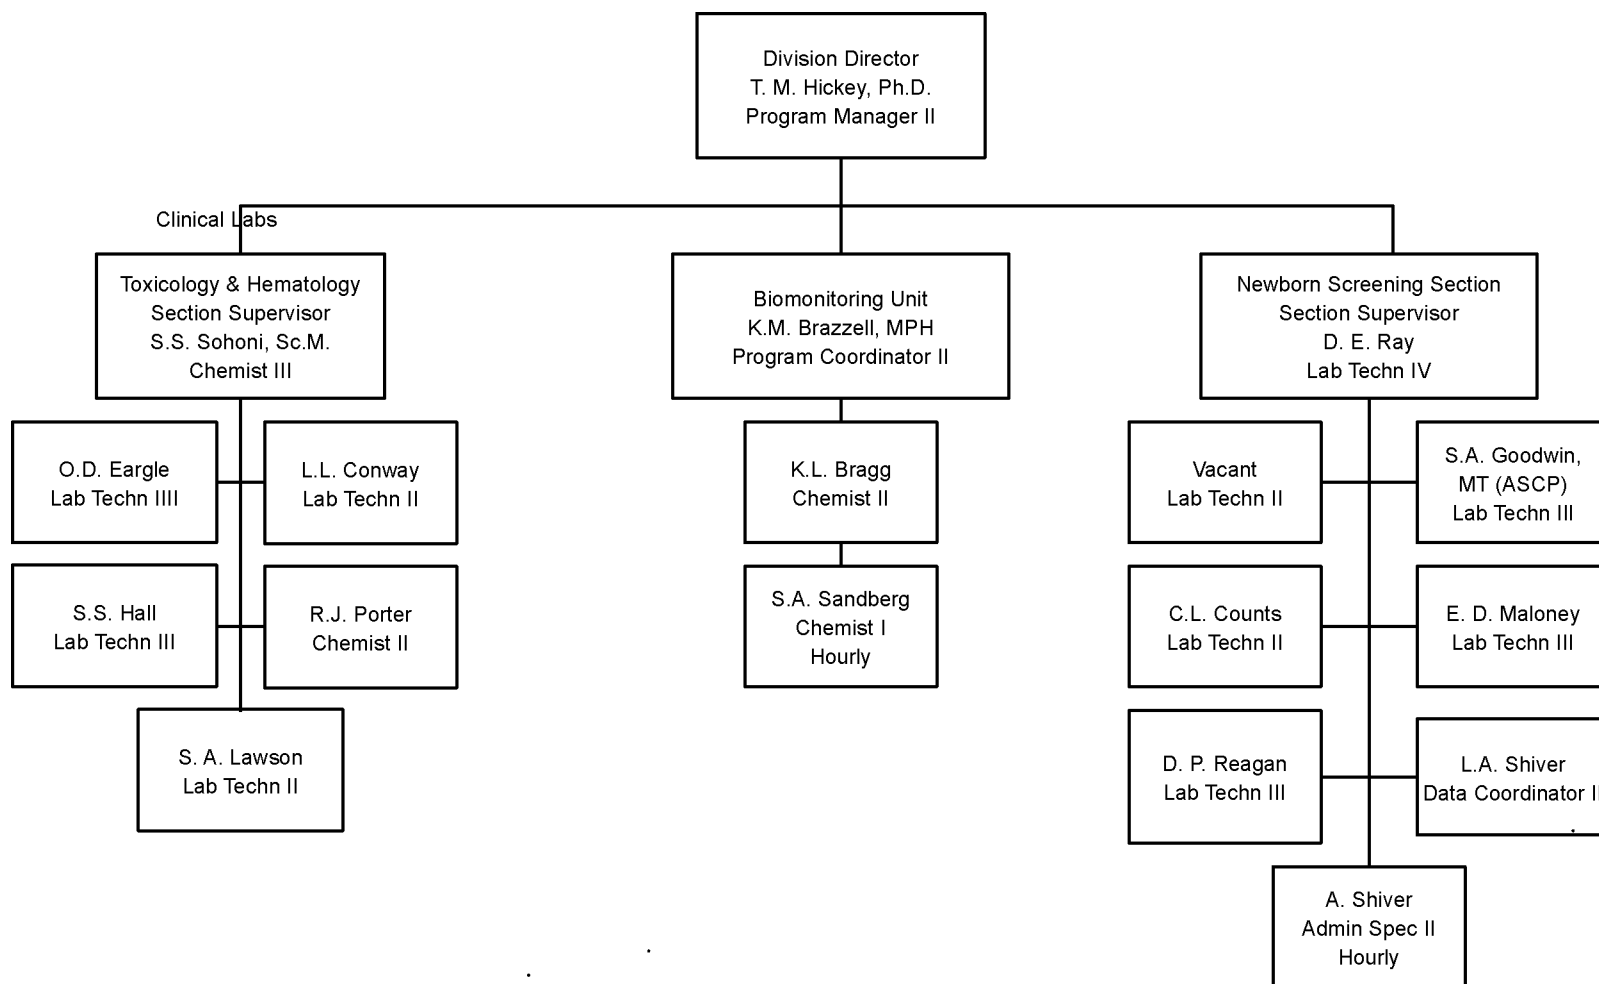 Division Director
T. M. Hickey, Ph.D.
Program Manager II
Clinical Labs
Toxicology & Hematology
Section Supervisor
S.S. Sohoni, Sc.M.
Chemist III
Biomonitoring Unit
K.M. Brazzell, MPH
Program Coordinator II
Newborn Screening Section
Section Supervisor
D. E. Ray
Lab Techn IV
O.D. Eargle
Lab Techn IIII
L.L. Conway
Lab Techn II
K.L. Bragg
Chemist II
Vacant
Lab Techn II
S.A. Goodwin,
MT (ASCP)
Lab Techn III
S.S. Hall
Lab Techn III
R.J. Porter
Chemist II
S.A. Sandberg
Chemist I
Hourly
C.L. Counts
Lab Techn II
E. D. Maloney
Lab Techn III
S. A. Lawson
Lab Techn II
D. P. Reagan
Lab Techn III
L.A. Shiver
Data Coordinator II
A. Shiver
Admin Spec II
Hourly